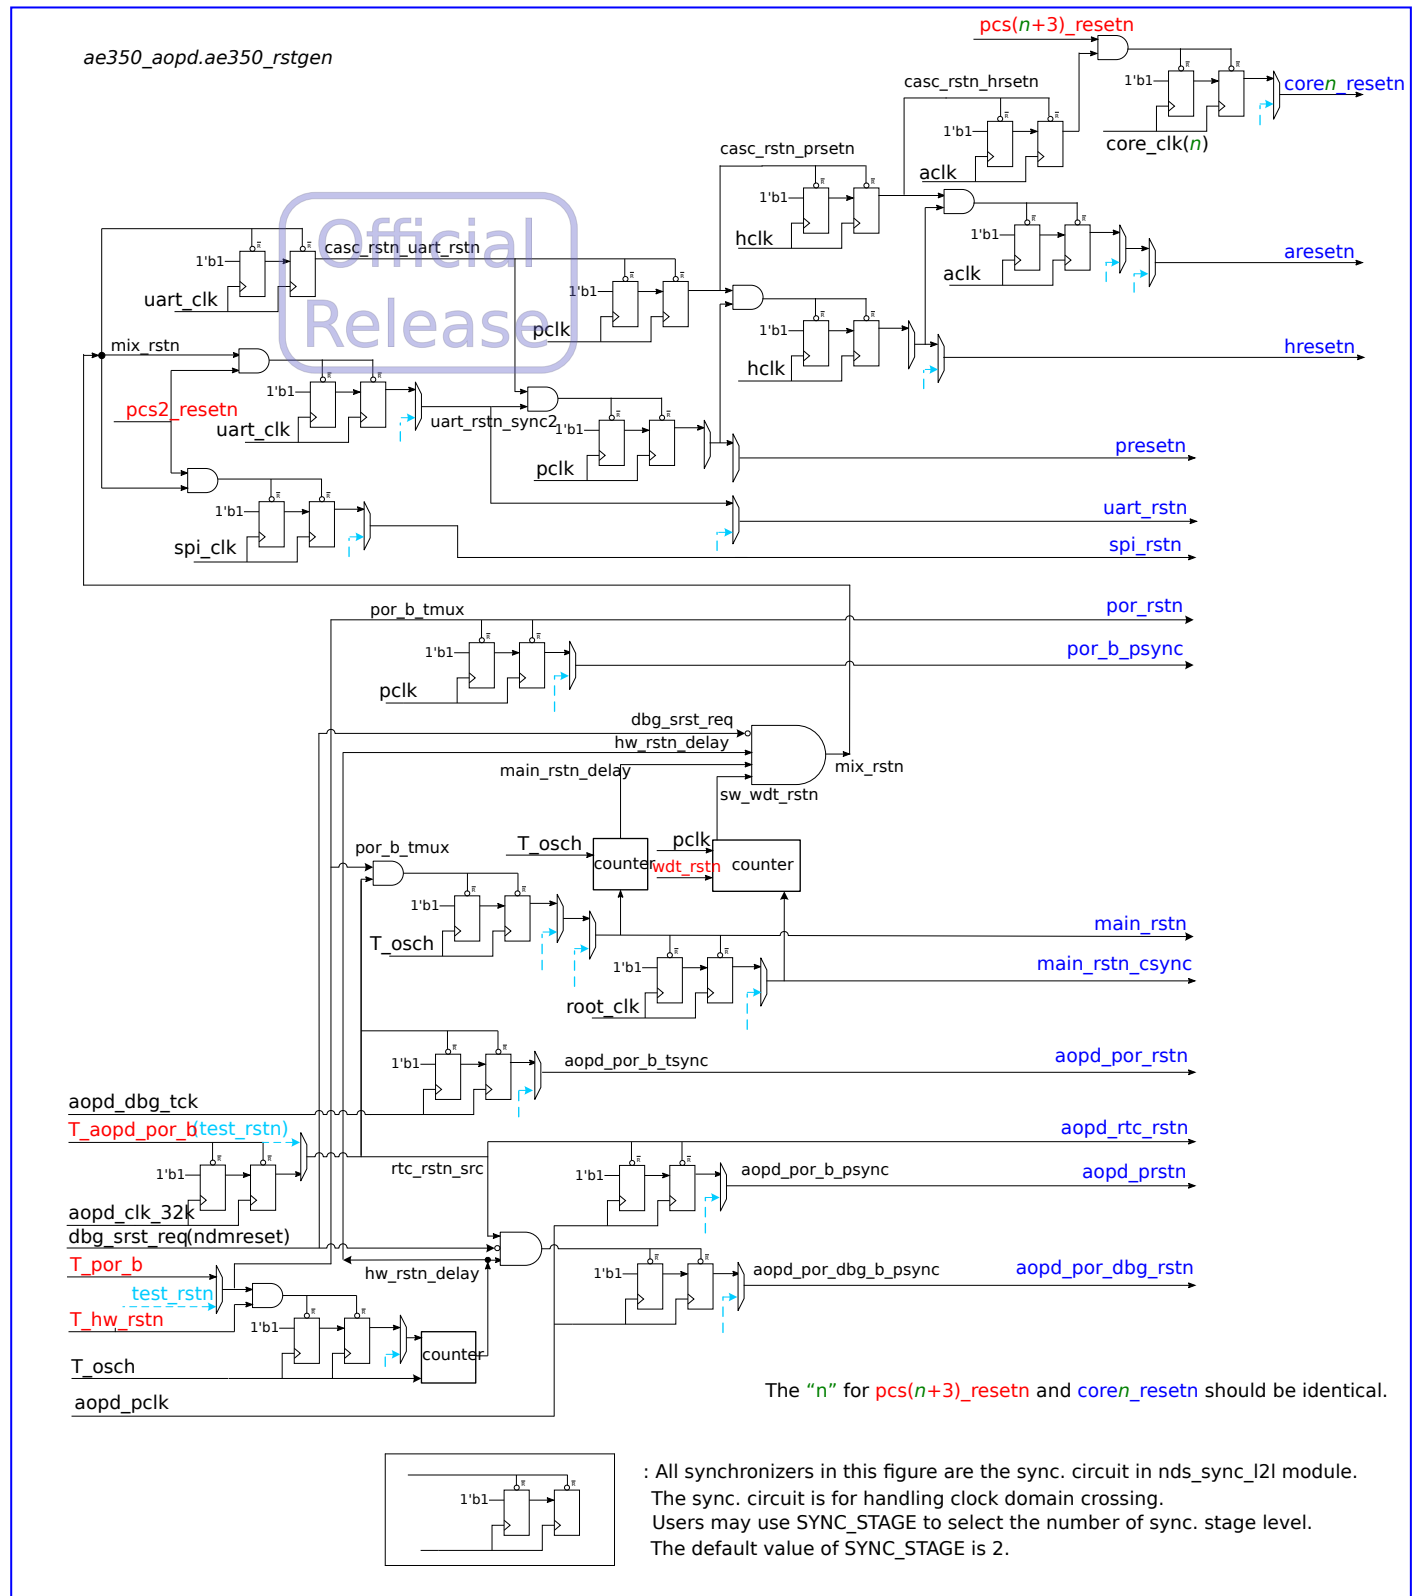 pcs(n+3)_resetn
ae350_aopd.ae350_rstgen
casc_rstn_hrsetn
1'b1
coren_resetn
core_clk(n)
1'b1
casc_rstn_prsetn
aclk
1'b1
hclk
Official
Release
casc_rstn_uart_rstn
1'b1
1'b1
aresetn
aclk
uart_clk
1'b1
pclk
1'b1
hclk
hresetn
mix_rstn
1'b1
pcs2_resetn
uart_clk
uart_rstn_sync2
1'b1
pclk
presetn
1'b1
uart_rstn
spi_clk
spi_rstn
por_b_tmux
por_rstn
1'b1
por_b_psync
pclk
dbg_srst_req
hw_rstn_delay
main_rstn_delay
mix_rstn
sw_wdt_rstn
T_osch
pclk
por_b_tmux
counter
wdt_rstn
counter
1'b1
T_osch
main_rstn
1'b1
main_rstn_csync
root_clk
1'b1
aopd_por_b_tsync
aopd_por_rstn
aopd_dbg_tck
T_aopd_por_b(test_rstn)
aopd_rtc_rstn
1'b1
rtc_rstn_src
1'b1
aopd_por_b_psync
aopd_prstn
aopd_clk_32k
dbg_srst_req(ndmreset)
T_por_b
hw_rstn_delay
1'b1
aopd_por_dbg_b_psync
aopd_por_dbg_rstn
test_rstn
T_hw_rstn
1'b1
T_osch
counter
aopd_pclk
The “n” for pcs(n+3)_resetn and coren_resetn should be identical.
1'b1
: All synchronizers in this figure are the sync. circuit in nds_sync_l2l module.
The sync. circuit is for handling clock domain crossing.
Users may use SYNC_STAGE to select the number of sync. stage level.
The default value of SYNC_STAGE is 2.